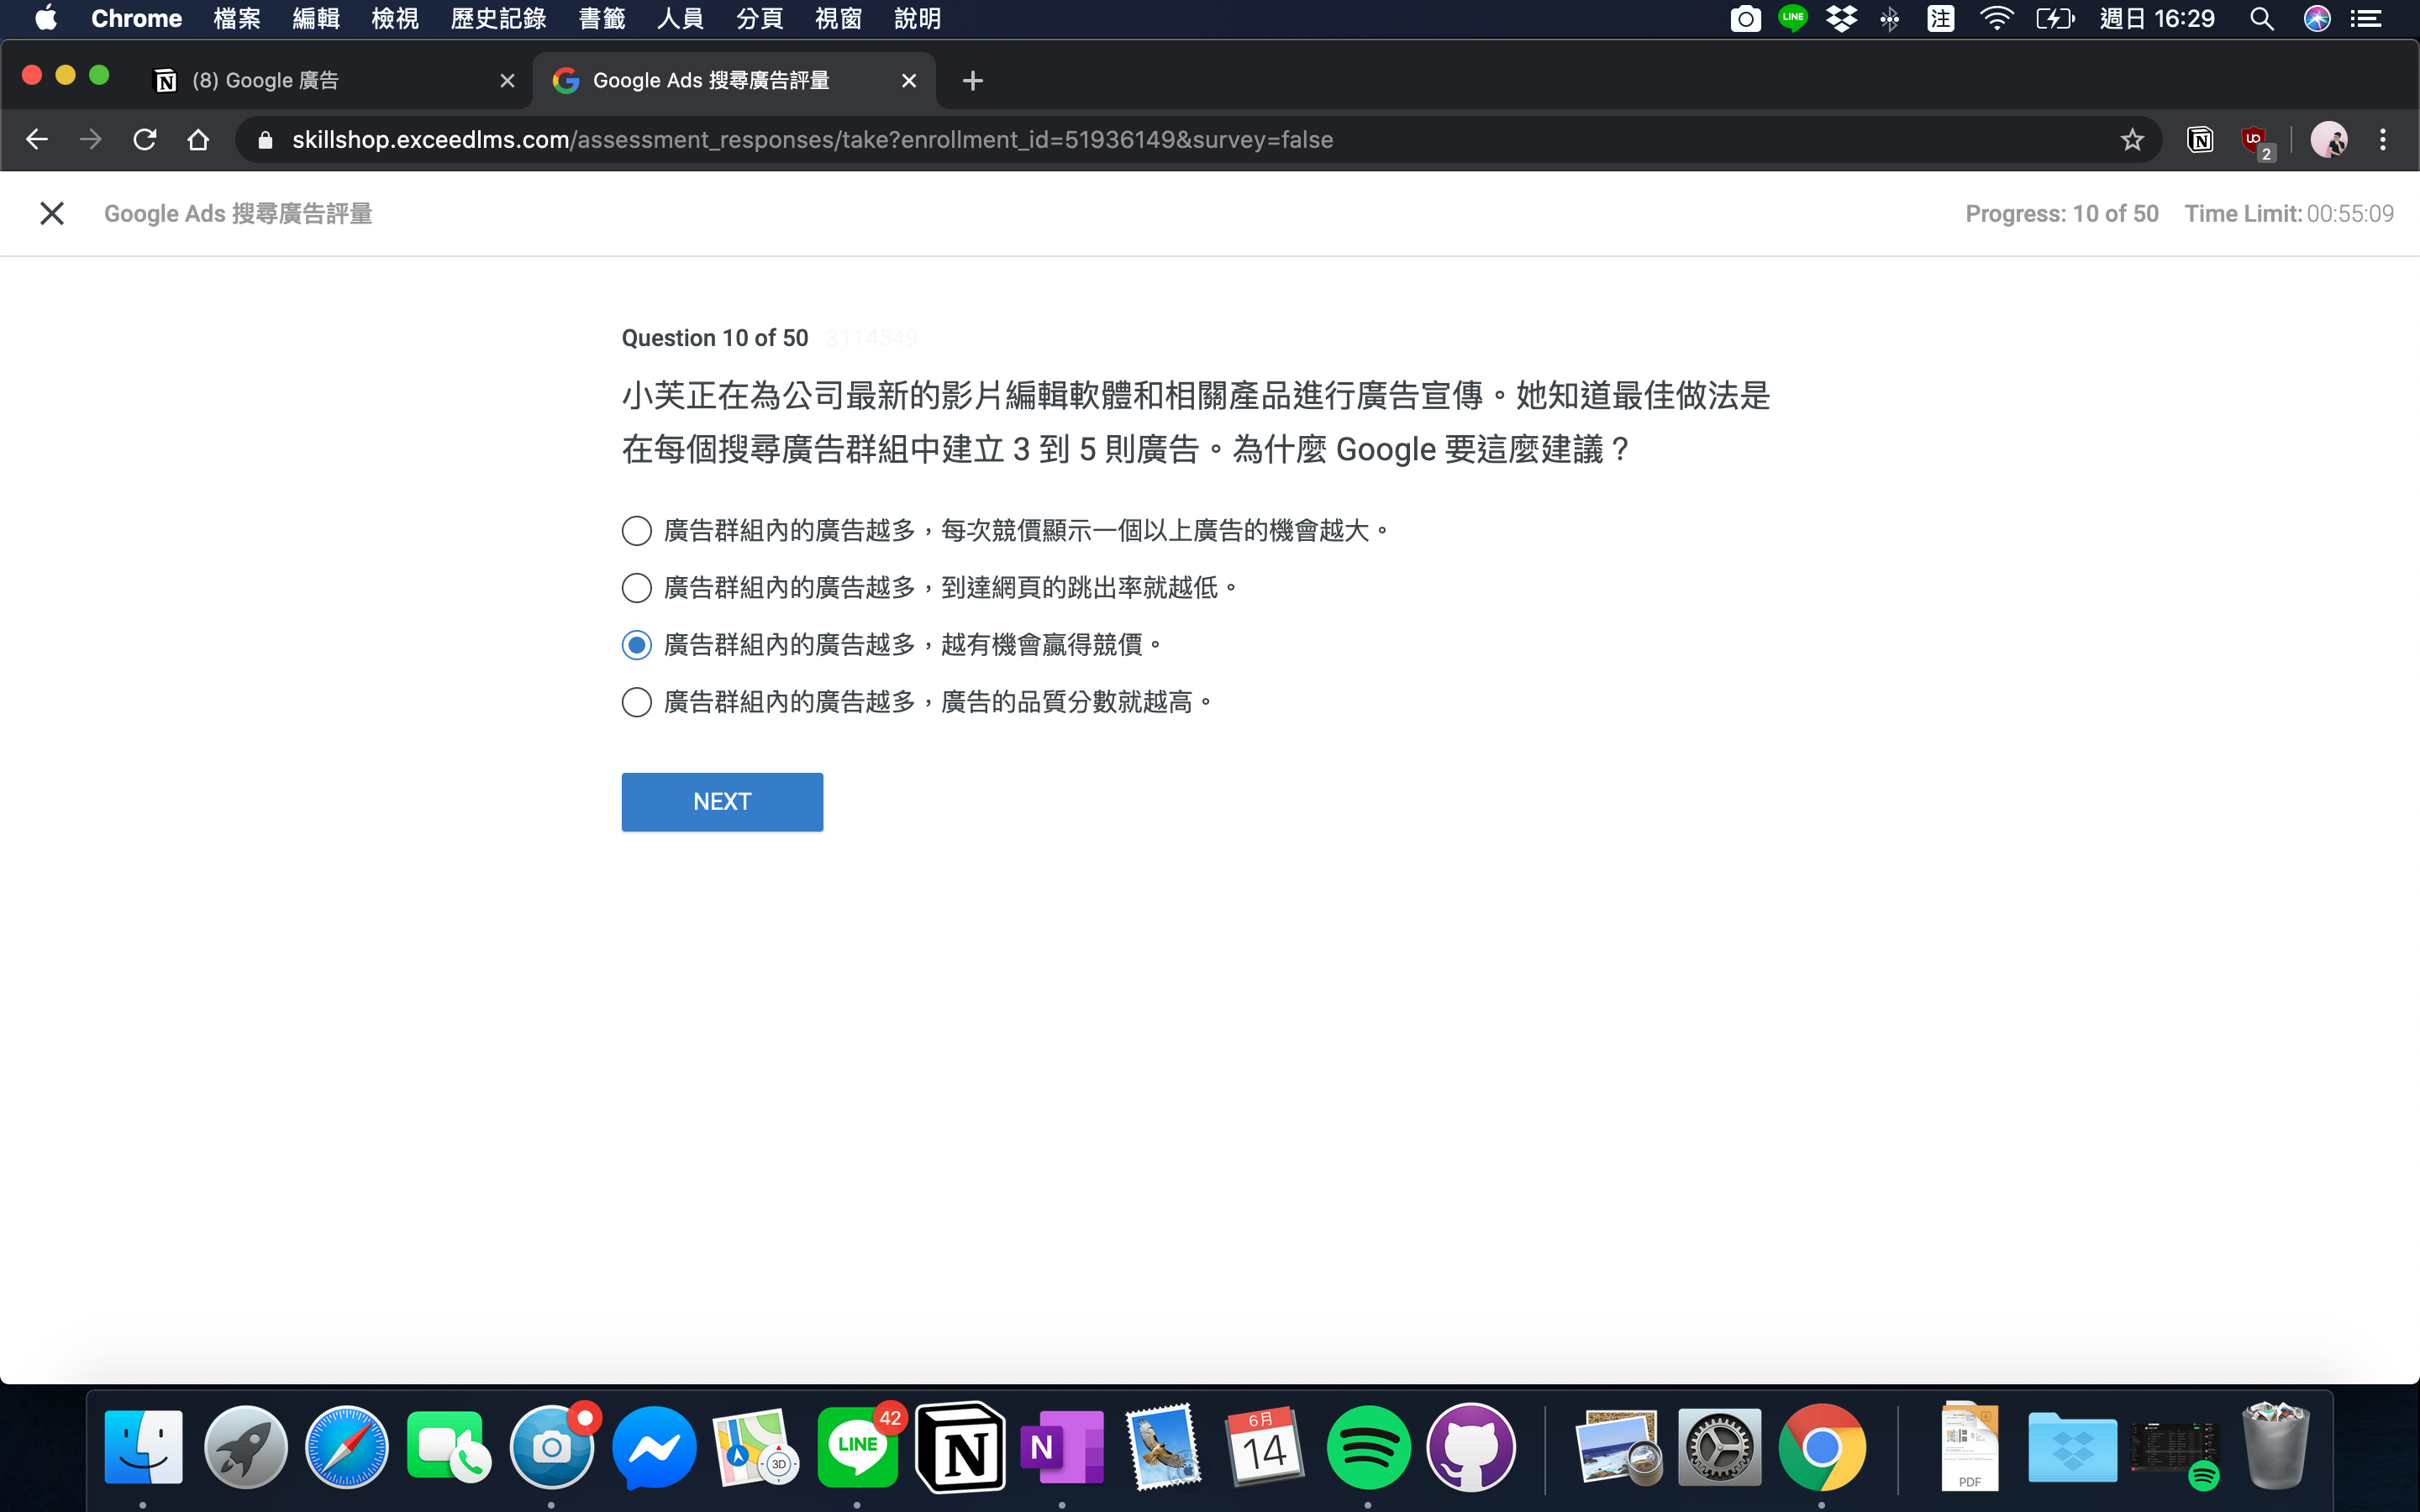 Chrome 檔案 編輯 檢視 歷史記錄 書籤 人員 分頁 視窗 說明 LINE 注 週日 16:29
(8) Google 廣告 Google Ads 搜尋廣告評量
skillshop.exceedlms.com/assessment_responses/take?enrollment_id=51936149&survey=false 2
Google Ads 搜尋廣告評量 Progress: 10 of 50 Time Limit: 00:55:09
Question 10 of 50 3114549
小芙正在為公司最新的影片編輯軟體和相關產品進行廣告宣傳。她知道最佳做法是
在每個搜尋廣告群組中建立 3 到 5 則廣告。為什麼 Google 要這麼建議？
廣告群組內的廣告越多，每次競價顯示一個以上廣告的機會越大。
廣告群組內的廣告越多，到達網頁的跳出率就越低。
廣告群組內的廣告越多，越有機會贏得競價。
廣告群組內的廣告越多，廣告的品質分數就越高。
NEXT
3D LINE 42 N N 6月 14 PDF